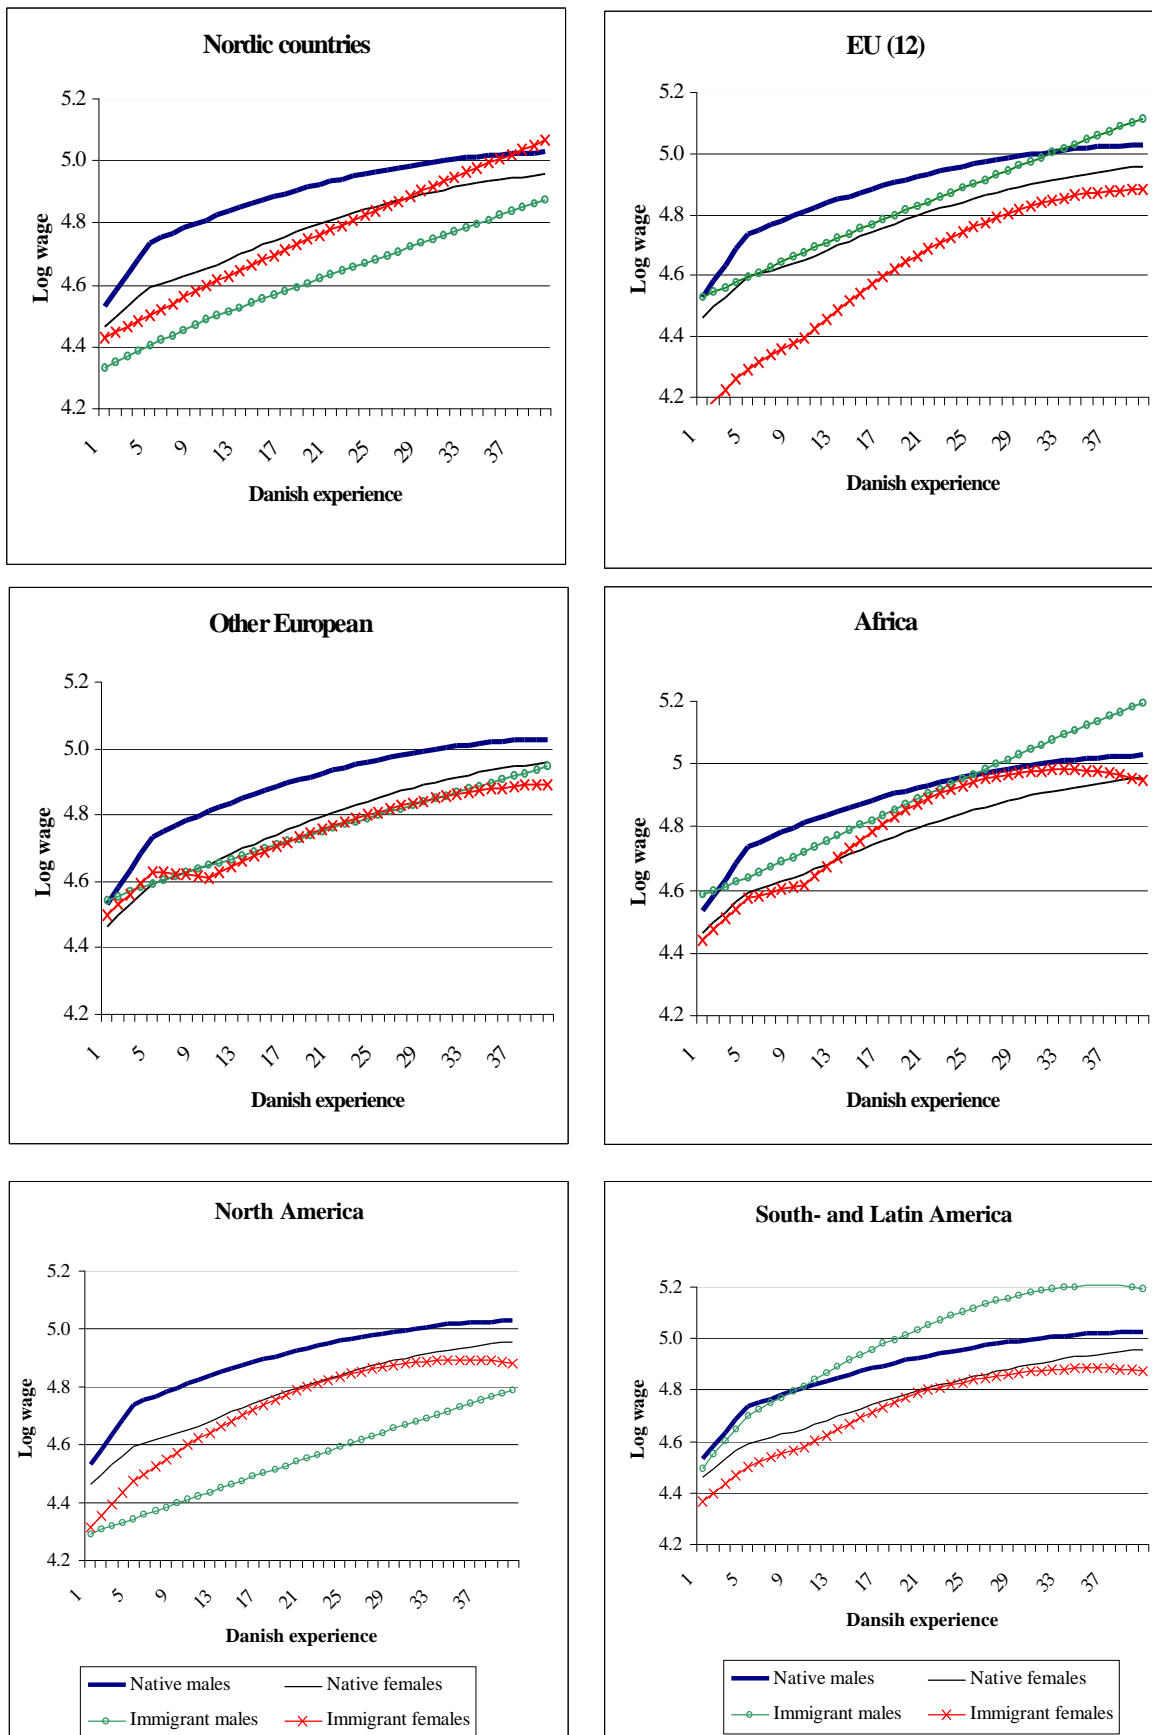 Nordic countries
5.2
5.0
4.8
4.6
4.4
4.2
Log wage
1 5 9 13 17 21 25 29 33 37
Danish experience
EU (12)
5.2
5.0
4.8
4.6
4.4
4.2
Log wage
1 5 9 13 17 21 25 29 33 37
Danish experience
Other European
5.2
5.0
4.8
4.6
4.4
4.2
Log wage
1 5 9 13 17 21 25 29 33 37
Danish experience
Africa
5.2
5.0
4.8
4.6
4.4
4.2
Log wage
1 5 9 13 17 21 25 29 33 37
Danish experience
North America
5.2
5.0
4.8
4.6
4.4
4.2
Log wage
1 5 9 13 17 21 25 29 33 37
Danish experience
Native males Native females
Immigrant males Immigrant females
South- and Latin America
5.2
5.0
4.8
4.6
4.4
4.2
Log wage
1 5 9 13 17 21 25 29 33 37
Dansih experience
Native males Native females
Immigrant males Immigrant females